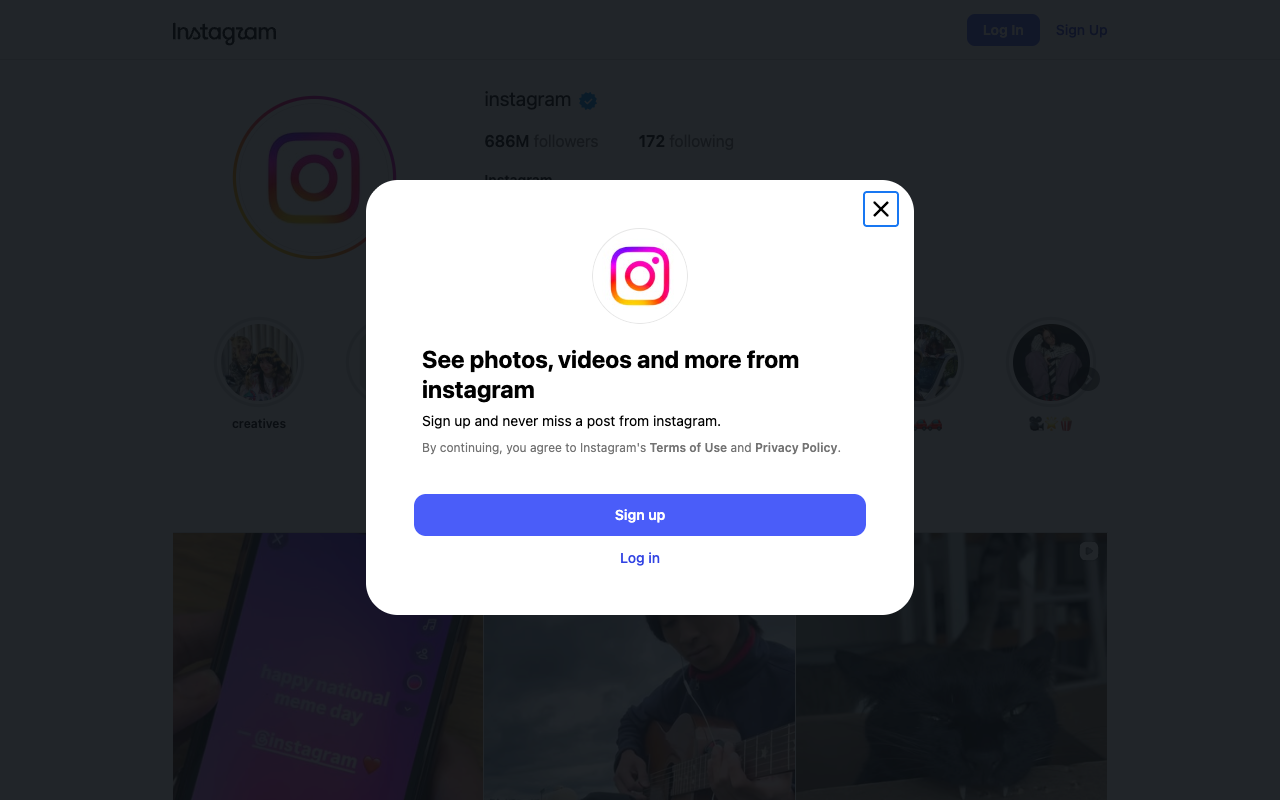 Instagram
Log In
Sign Up
instagram
686M followers
172 following
Instagram
See photos, videos and more from
instagram
Sign up and never miss a post from instagram.
By continuing, you agree to Instagram's Terms of Use and Privacy Policy.
Sign up
Log in
creatives
happy national
meme day
— @instagram